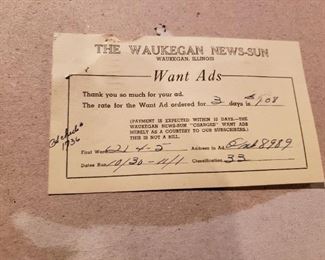 THE WAUKEGAN NEWS-SUN
WAUKEGAN, ILLINOIS
Want Ads
Thank you so much for your ad.
The rate for the Want Ad ordered for 3 days is
(PAYMENT IS EXPECTED WITHIN 10 DAYS—THE
WAUKEGAN NEWS-SUN "CHARGES" WANT ADS
MERELY AS A COURTESY TO OUR SUBSCRIBERS.)
THIS IS NOT A BILL.
1936
First Word Address in Ad 8989
Dates Run 10/30-11/1 Classification 33